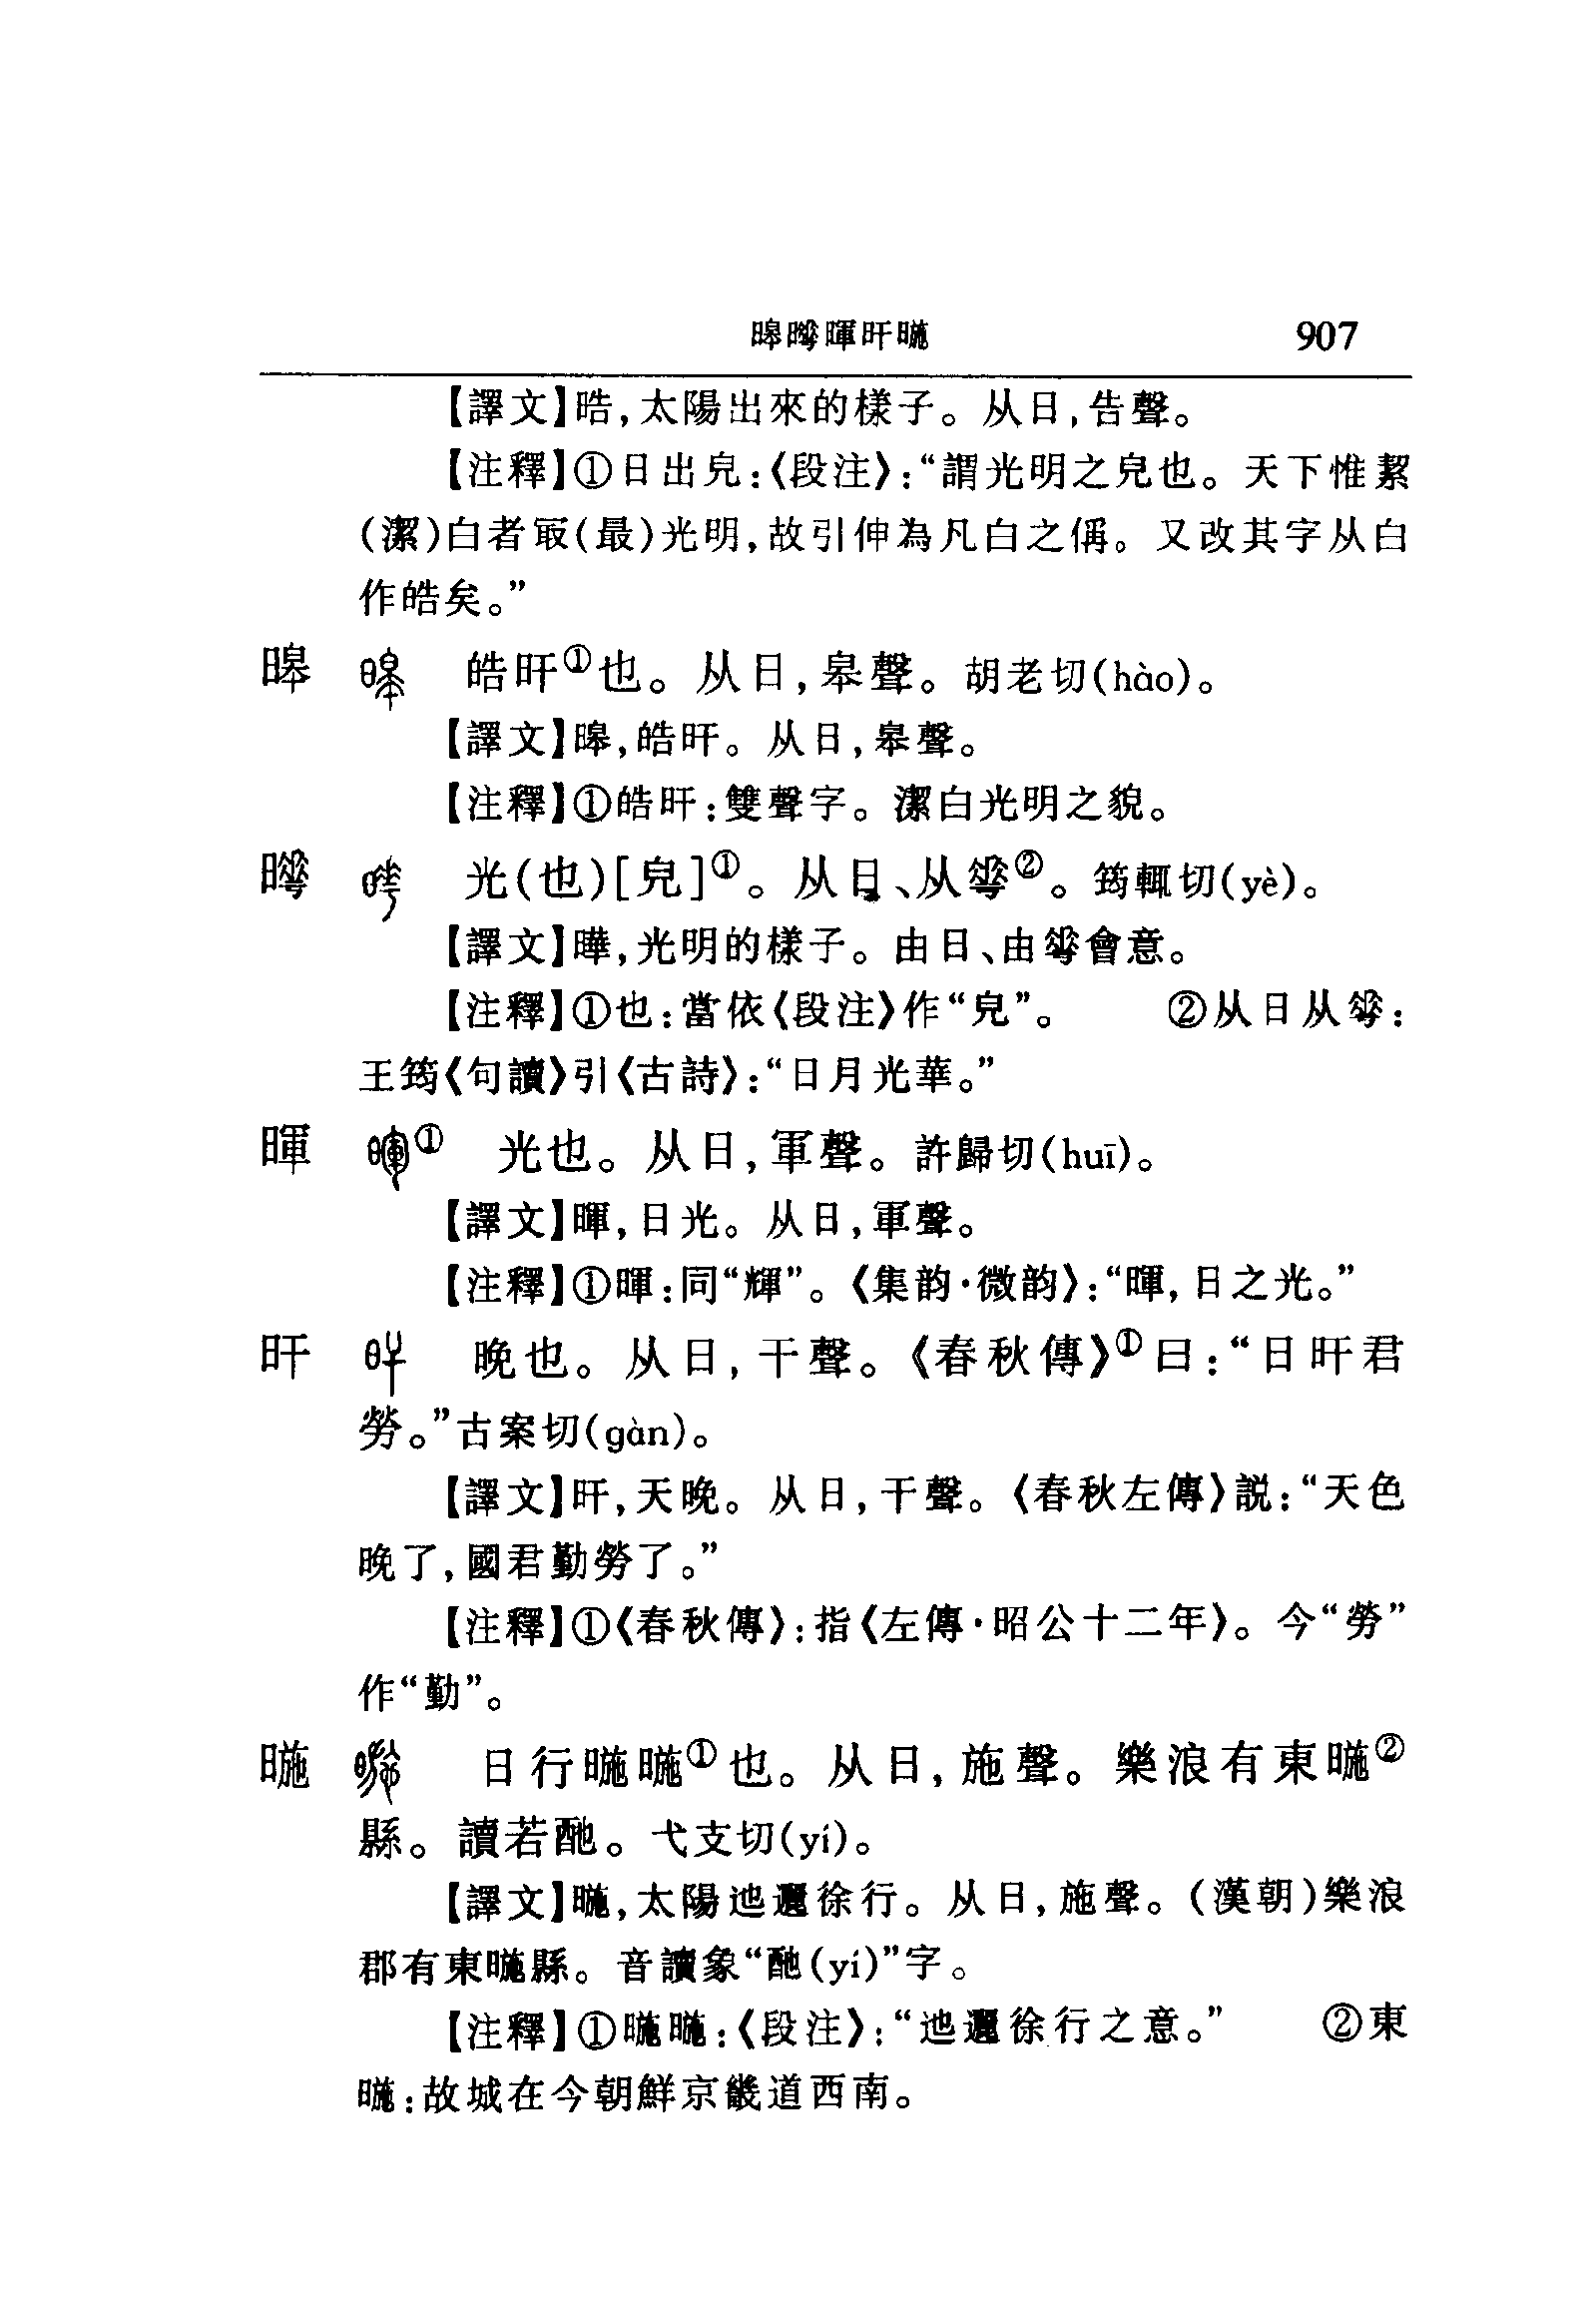 暤㬒暉旰暆 907
【譯文】晧,太陽出來的樣子。从日,告聲。
【注釋】①日出皃:《段注》:“謂光明之皃也。天下惟絜
(潔)白者冣(最)光明,故引伸為凡白之偁。又改其字从白
作皓矣。”
暤 皓旰①也。从日,皋聲。胡老切(hào)。
【譯文】暤,皓旰。从日,皋聲。
【注釋】①皓旰:雙聲字。潔白光明之貌。
㬒 光(也)[皃]①。从日、从䔢②。筠輒切(yè)。
【譯文】曄,光明的樣子。由日、由䔢會意。
【注釋】①也:當依《段注》作“皃”。 ②从日从䔢:
王筠《句讀》引《古詩》:“日月光華。”
暉 ① 光也。从日,軍聲。許歸切(huī)。
【譯文】暉,日光。从日,軍聲。
【注釋】①暉:同“輝”。《集韵·微韵》:“暉,日之光。”
旰 晚也。从日,干聲。《春秋傳》①曰:“日旰君
勞。”古案切(gàn)。
【譯文】旰,天晚。从日,干聲。《春秋左傳》説:“天色
晚了,國君勤勞了。”
【注釋】①《春秋傳》:指《左傳·昭公十二年》。今“勞”
作“勤”。
暆 日行暆暆①也。从日,施聲。樂浪有東暆②
縣。讀若酏。弋支切(yí)。
【譯文】暆,太陽迆邐徐行。从日,施聲。(漢朝)樂浪
郡有東暆縣。音讀象“酏(yí)”字。
【注釋】①暆暆:《段注》:“迆邐徐行之意。” ②東
暆:故城在今朝鮮京畿道西南。